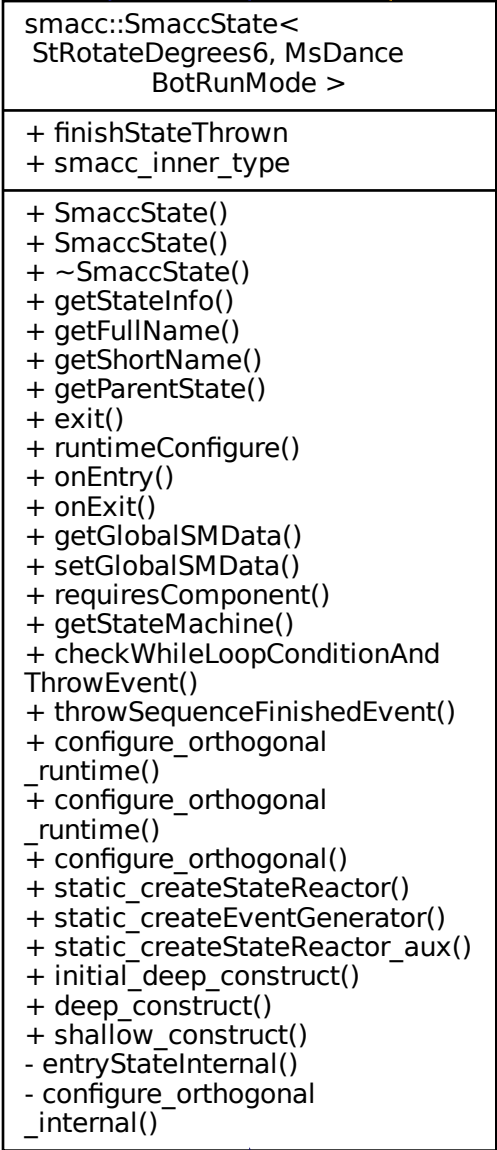 smacc::SmaccState<
StRotateDegrees6, MsDance
BotRunMode >
+ finishStateThrown
+ smacc_inner_type
+ SmaccState()
+ SmaccState()
+ ~SmaccState()
+ getStateInfo()
+ getFullName()
+ getShortName()
+ getParentState()
+ exit()
+ runtimeConfigure()
+ onEntry()
+ onExit()
+ getGlobalSMData()
+ setGlobalSMData()
+ requiresComponent()
+ getStateMachine()
+ checkWhileLoopConditionAnd
ThrowEvent()
+ throwSequenceFinishedEvent()
+ configure_orthogonal
_runtime()
+ configure_orthogonal
_runtime()
+ configure_orthogonal()
+ static_createStateReactor()
+ static_createEventGenerator()
+ static_createStateReactor_aux()
+ initial_deep_construct()
+ deep_construct()
+ shallow_construct()
- entryStateInternal()
- configure_orthogonal
_internal()